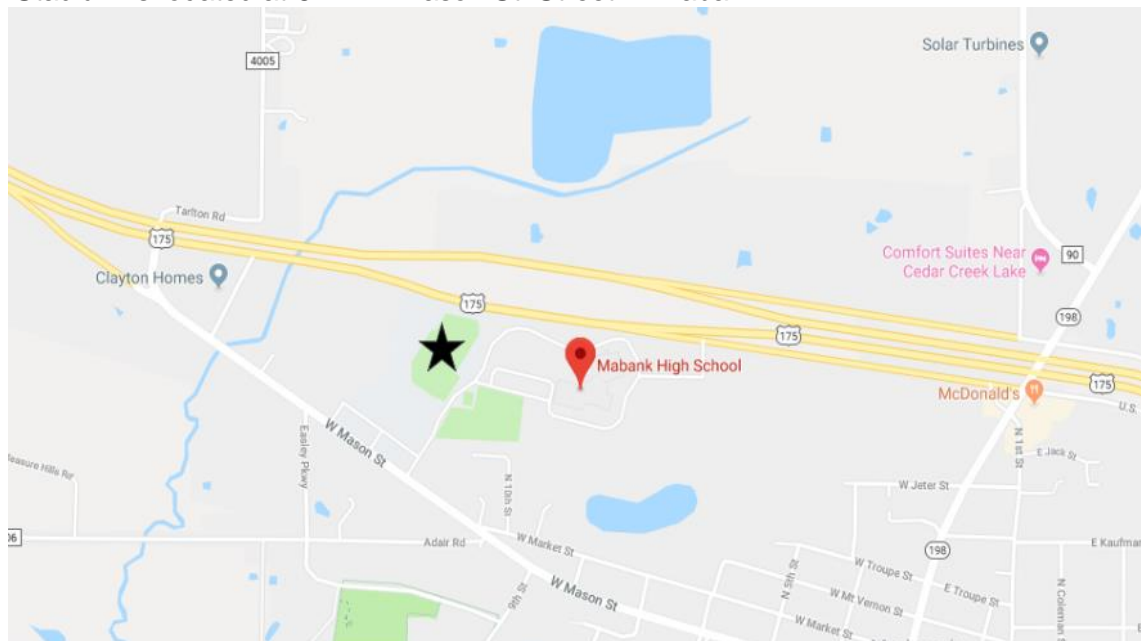 Solar Turbines
4005
Tarlton Rd
175
Clayton Homes
175
Comfort Suites Near
Cedar Creek Lake
90
198
175
Mabank High School
McDonald's
175
U.S.
W Mason St
Easley Pkwy
N 10th St
N 1st St
E Jack St
W Jeter St
Adair Rd
W Market St
198
E Kaufman
9th St
W Mason St
N 5th St
W Troupe St
E Troupe St
W Mt Vernon St
W Market St
N Coleman St